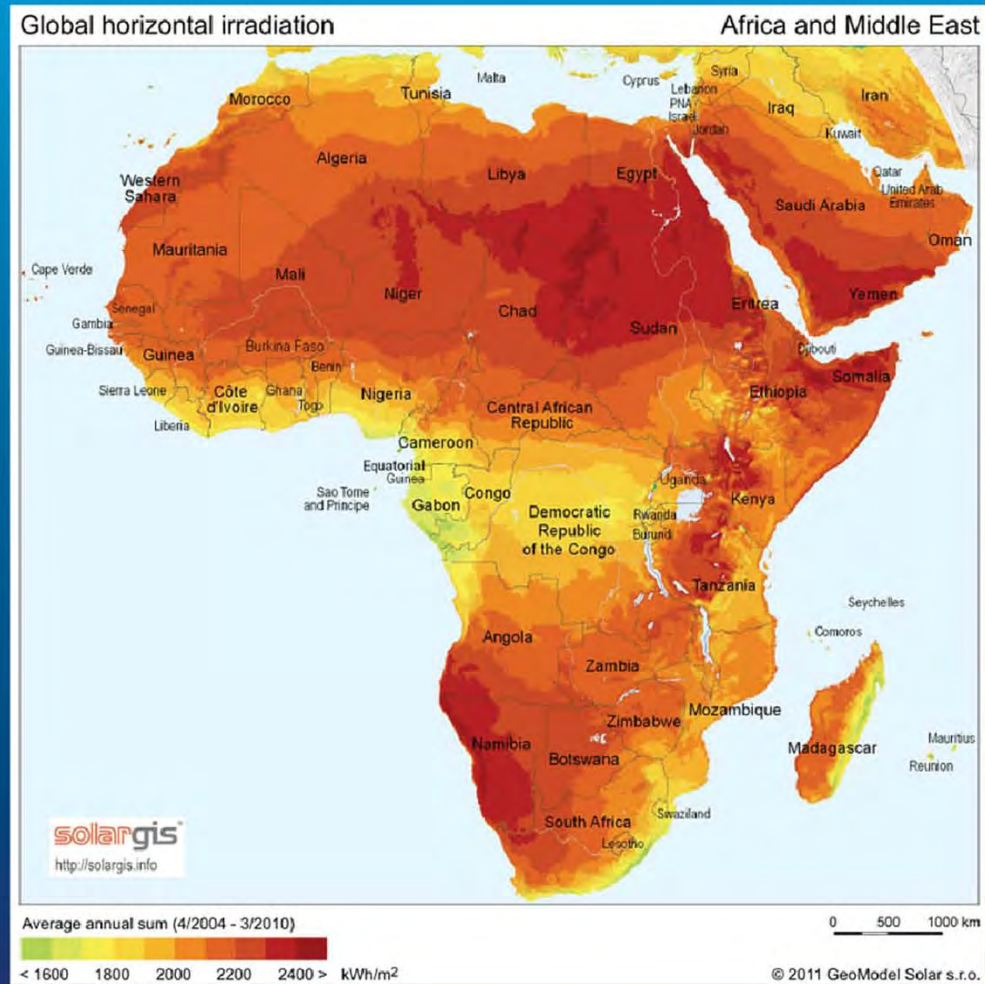 Global horizontal irradiation
Africa and Middle East
Malta
Cyprus
Syria
Lebanon
PNA
Israel
Jordan
Iraq
Iran
Kuwait
Tunisia
Morocco
Algeria
Libya
Egypt
Qatar
United Arab
Emirates
Saudi Arabia
Western
Sahara
Oman
Mauritania
Cape Verde
Mali
Niger
Chad
Sudan
Eritrea
Yemen
Senegal
Gambia
Guinea-Bissau
Guinea
Burkina Faso
Benin
Djibouti
Somalia
Sierra Leone
Côte
d'Ivoire
Ghana
Togo
Nigeria
Ethiopia
Central African
Republic
Liberia
Cameroon
Equatorial
Guinea
Sao Tome
and Principe
Gabon
Congo
Uganda
Kenya
Democratic
Republic
of the Congo
Rwanda
Burundi
Tanzania
Seychelles
Comoros
Angola
Zambia
Mozambique
Zimbabwe
Namibia
Botswana
Madagascar
Mauritius
Reunion
South Africa
Swaziland
Lesotho
solargis
http://solargis.info
Average annual sum (4/2004 - 3/2010)
< 1600 1800 2000 2200 2400 > kWh/m²
0 500 1000 km
© 2011 GeoModel Solar s.r.o.